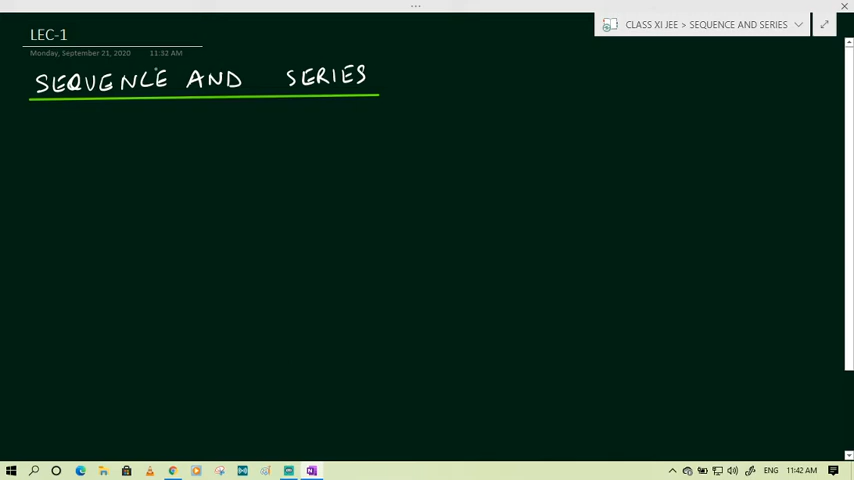 ...
CLASS XI JEE > SEQUENCE AND SERIES
LEC-1
Monday, September 21, 2020 11:32 AM
SEQUENCE AND SERIES
ENG 11:42 AM